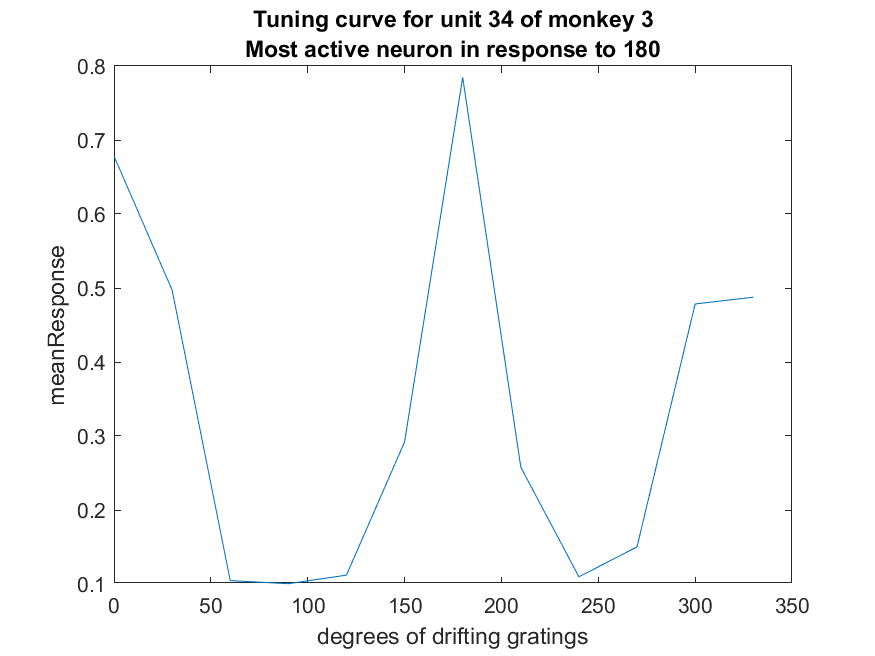 Tuning curve for unit 34 of monkey 3
Most active neuron in response to 180
0.8
0.7
0.6
0.5
0.4
0.3
0.2
0.1
meanResponse
0 50 100 150 200 250 300 350
degrees of drifting gratings